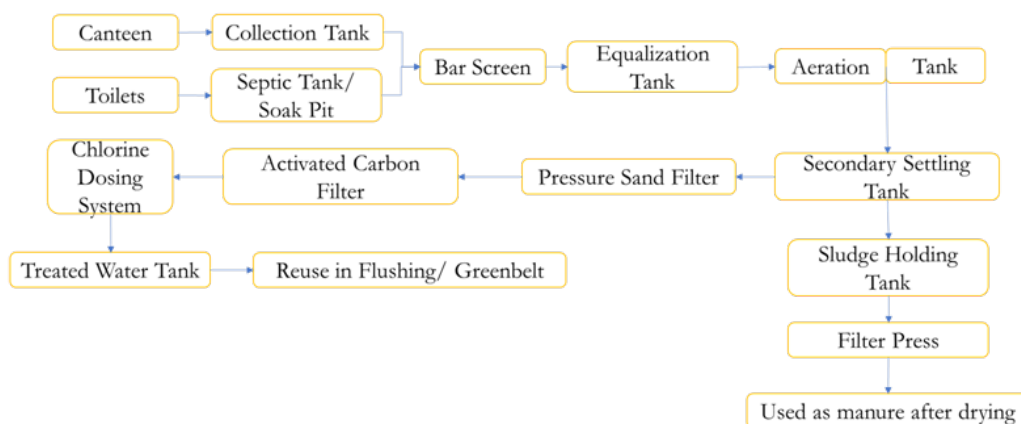 Canteen
Collection Tank
Bar Screen
Equalization
Tank
Aeration
Tank
Toilets
Septic Tank/
Soak Pit
Chlorine
Dosing
System
Activated Carbon
Filter
Pressure Sand Filter
Secondary Settling
Tank
Treated Water Tank
Reuse in Flushing/ Greenbelt
Sludge Holding
Tank
Filter Press
Used as manure after drying